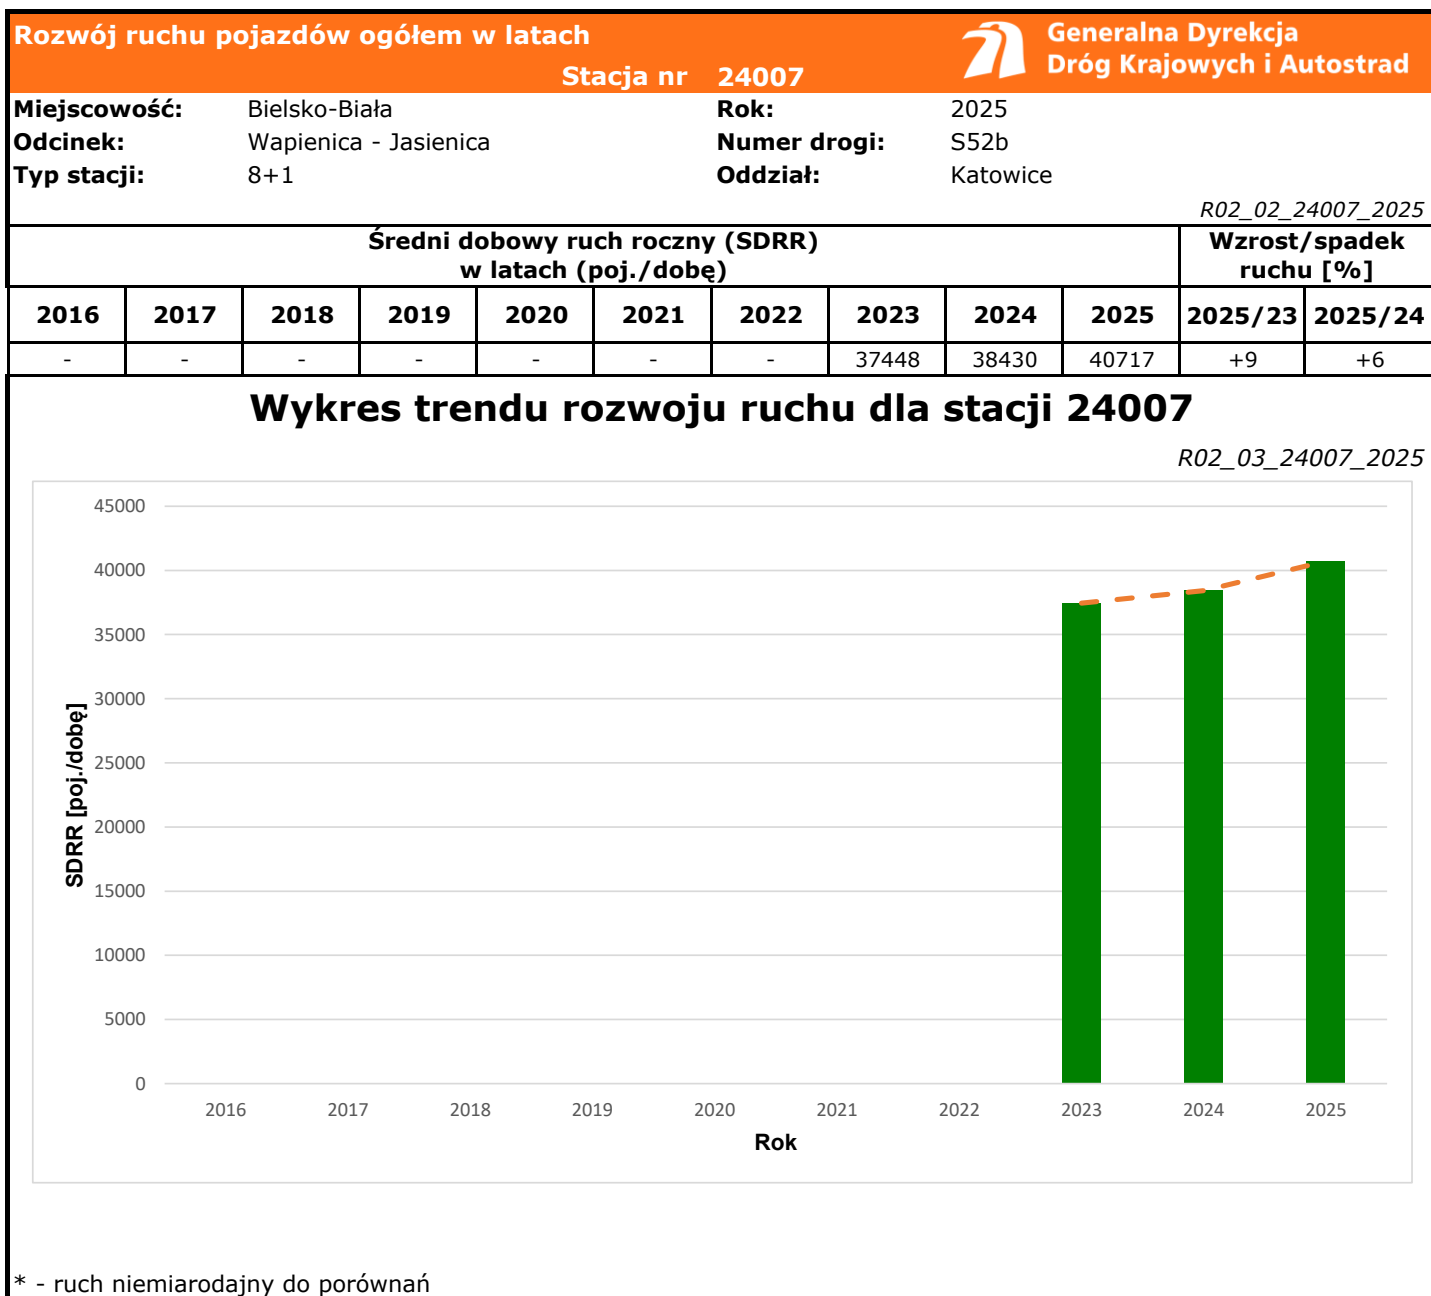 Rozwój ruchu pojazdów ogółem w latach
Generalna Dyrekcja
Dróg Krajowych i Autostrad
Stacja nr 24007
Miejscowość: Bielsko-Biała Rok: 2025
Odcinek: Wapienica - Jasienica Numer drogi: S52b
Typ stacji: 8+1 Oddział: Katowice
R02_02_24007_2025
Średni dobowy ruch roczny (SDRR)
w latach (poj./dobę)
Wzrost/spadek
ruchu [%]
2016 2017 2018 2019 2020 2021 2022 2023 2024 2025 2025/23 2025/24
- - - - - - - 37448 38430 40717 +9 +6
Wykres trendu rozwoju ruchu dla stacji 24007
R02_03_24007_2025
45000
40000
35000
30000
25000
20000
15000
10000
5000
0
SDRR [poj./dobę]
2016 2017 2018 2019 2020 2021 2022 2023 2024 2025
Rok
* - ruch niemiarodajny do porównań